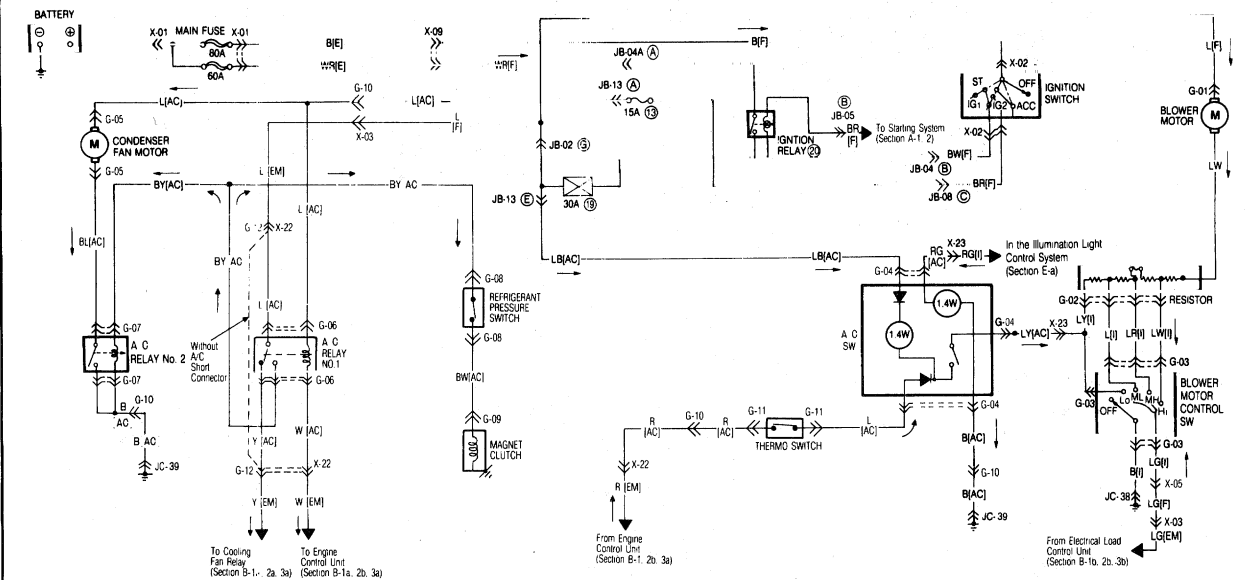 BATTERY
X-01 MAIN FUSE X-01
80A
60A
B[E]
WR[E]
X-09
WR[F]
B[F]
JB-04A (A)
JB-13 (A)
15A (13)
X-02
ST
OFF
IG1
IG2
ACC
IGNITION
SWITCH
L[F]
G-01
BLOWER
MOTOR
M
LW
G-10
L[AC]
L[AC]
L
[F]
X-03
G-05
M
CONDENSER
FAN MOTOR
G-05
BY[AC]
BY AC
L [EM]
L [AC]
JB-02 (G)
JB-13 (E)
30A (19)
(B)
JB-05
BR
[F]
RELAY (20)
To Starting System
(Section A-1, 2)
X-02
BW[F]
JB-04 (B)
BR[F]
JB-08 (C)
BL[AC]
X-22
BY AC
L [AC]
LB[AC]
LB[AC]
RG
[AC]
X-23
RG[I]
In the Illumination Light
Control System
(Section E-a)
G-04
1.4W
1.4W
A C
SW
G-04
LY[AC]
X-23
G-02
LY[I]
L[I]
LR[I]
LW[I]
RESISTOR
G-08
REFRIGERANT
PRESSURE
SWITCH
G-08
BW[AC]
G-09
MAGNET
CLUTCH
G-07
A C
RELAY No. 2
G-07
Without
A/C
Short
Connector
G-06
A C
RELAY
NO.1
G-06
G-10
B
AC
B AC
JC-39
Y [AC]
W [AC]
G-12
X-22
Y [EM]
W [EM]
To Cooling
Fan Relay
To Engine
Control Unit
(Section B-1a, 2b, 3a)
R
[AC]
G-10
R
[AC]
G-11
G-11
THERMO SWITCH
L
[AC]
X-22
R [EM]
From Engine
Control Unit
G-04
B[AC]
G-10
B[AC]
JC-39
G-03
G-03
OFF
Lo
ML
MH
Hi
BLOWER
MOTOR
CONTROL
SW
G-03
B[I]
LG[I]
X-05
JC-38
LG[F]
X-03
LG[EM]
From Electrical Load
Control Unit
(Section B-1b, 2b, 3b)